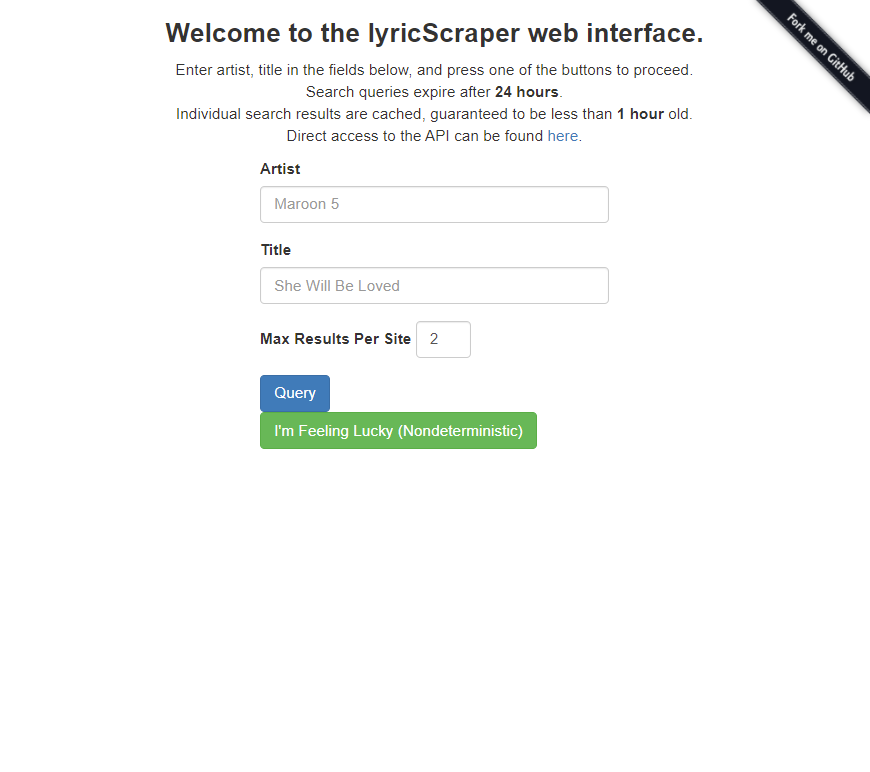 Welcome to the lyricScraper web interface.
Fork me on GitHub
Enter artist, title in the fields below, and press one of the buttons to proceed.
Search queries expire after 24 hours.
Individual search results are cached, guaranteed to be less than 1 hour old.
Direct access to the API can be found here.
Artist
Maroon 5
Title
She Will Be Loved
Max Results Per Site 2
Query
I'm Feeling Lucky (Nondeterministic)